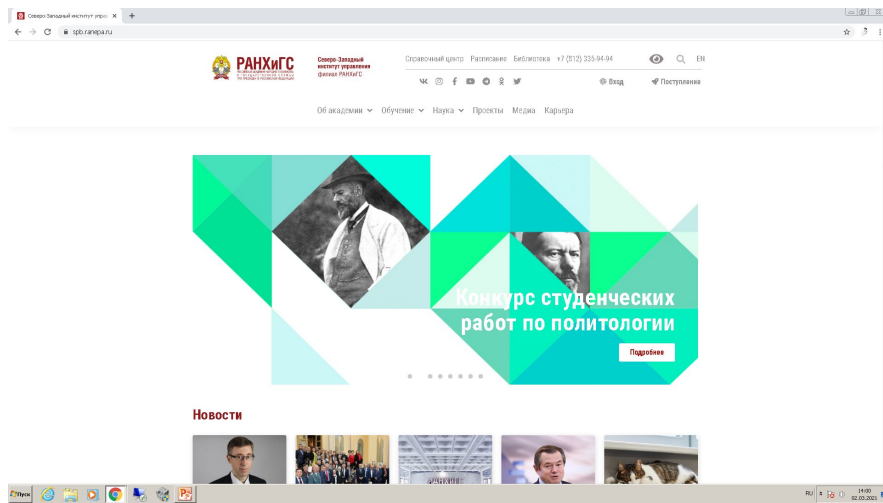 Северо-Западный институт упра
spb.ranepa.ru
РАНХиГС
Северо-Западный
институт управления
филиал РАНХиГС
Справочный центр Расписание Библиотека +7 (812) 335-94-94
EN
Вход
Поступление
Об академии Обучение Наука Проекты Медиа Карьера
Конкурс студенческих
работ по политологии
Подробнее
Новости
РАНХиГС
Пуск
RU
14:00
02.03.2021